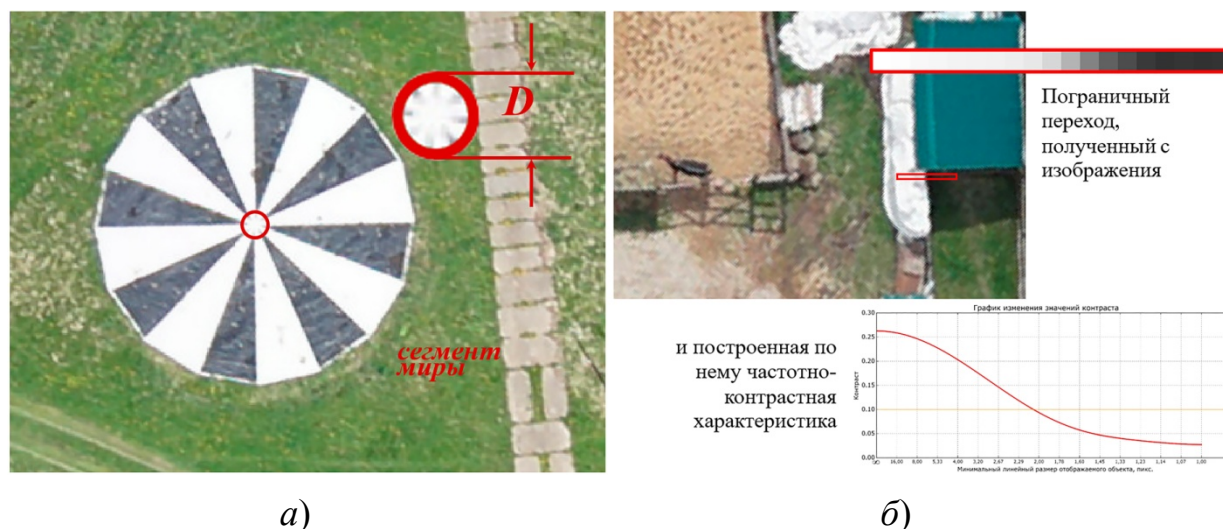 D
сегмент
миры
Пограничный
переход,
полученный с
изображения
и построенная по
нему частотно-
контрастная
характеристика
График изменения значений контраста
Контраст
0.30
0.25
0.20
0.15
0.10
0.05
0.00
16,00 8,00 5,33 4,00 3,20 2,67 2,29 2,00 1,78 1,60 1,45 1,33 1,23 1,14 1,07 1,00
Минимальный линейный размер отображаемого объекта, пикс.
а) б)